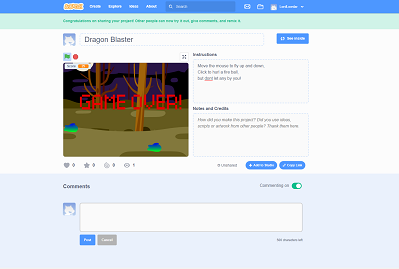 SCRATCH
Create Explore Ideas About Search
Congratulations on sharing your project! Other people can now try it out, give comments, and remix it.
Dragon Blaster
See inside
GAME OVER!
Instructions
Move the mouse to fly up and down.
Click to hurl a fire ball,
but dont let any by you!
Notes and Credits
How did you make this project? Did you use ideas,
scripts or artwork from other people? Thank them here.
0 0 0 1
Add to Studio
Copy Link
Comments
Commenting on
Post
Cancel
500 characters left